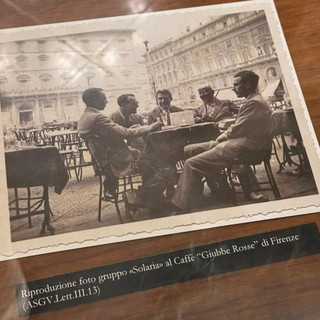 Riproduzione foto gruppo «Solaria» al Caffè “Giubbe Rosse” di Firenze
(ASGV.Lett.III.13)